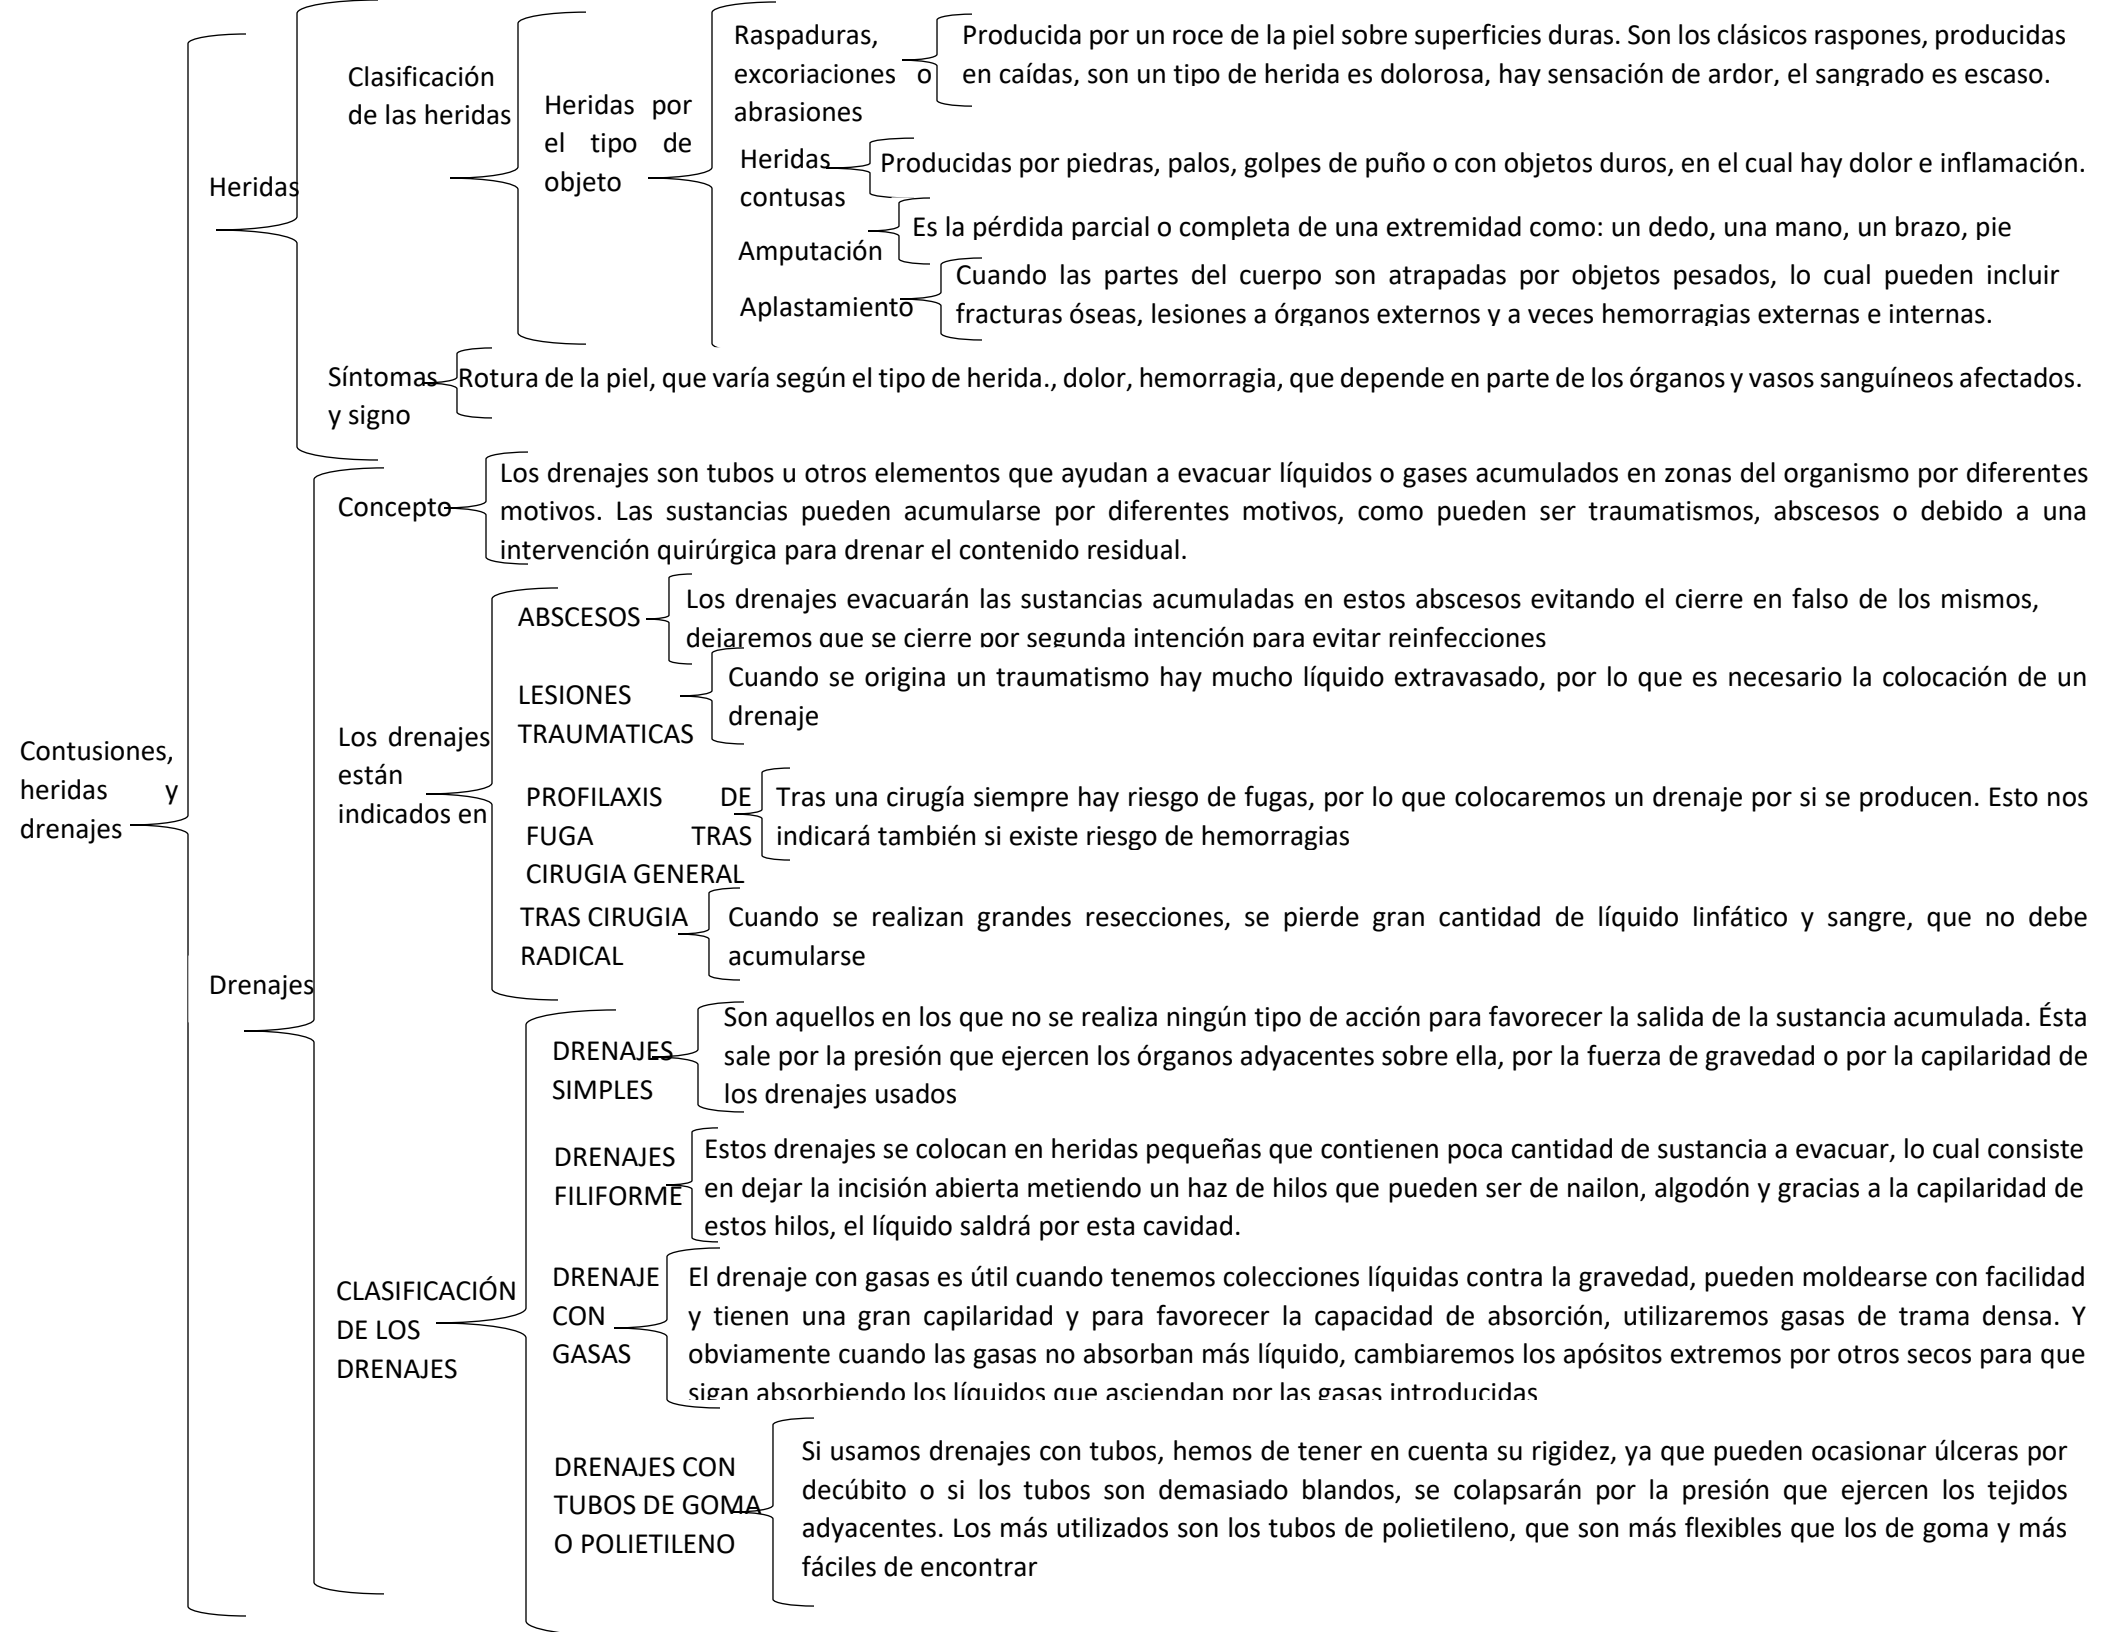 Contusiones,
heridas y
drenajes
Heridas
Clasificación
de las heridas
Heridas por
el tipo de
objeto
Raspaduras,
excoriaciones o
abrasiones
Producida por un roce de la piel sobre superficies duras. Son los clásicos raspones, producidas
en caídas, son un tipo de herida es dolorosa, hay sensación de ardor, el sangrado es escaso.
Heridas
contusas
Producidas por piedras, palos, golpes de puño o con objetos duros, en el cual hay dolor e inflamación.
Amputación
Es la pérdida parcial o completa de una extremidad como: un dedo, una mano, un brazo, pie
Aplastamiento
Cuando las partes del cuerpo son atrapadas por objetos pesados, lo cual pueden incluir
fracturas óseas, lesiones a órganos externos y a veces hemorragias externas e internas.
Síntomas
y signo
Rotura de la piel, que varía según el tipo de herida., dolor, hemorragia, que depende en parte de los órganos y vasos sanguíneos afectados.
Drenajes
Concepto
Los drenajes son tubos u otros elementos que ayudan a evacuar líquidos o gases acumulados en zonas del organismo por diferentes
motivos. Las sustancias pueden acumularse por diferentes motivos, como pueden ser traumatismos, abscesos o debido a una
intervención quirúrgica para drenar el contenido residual.
Los drenajes
están
indicados en
ABSCESOS
Los drenajes evacuarán las sustancias acumuladas en estos abscesos evitando el cierre en falso de los mismos,
dejaremos que se cierre por segunda intención para evitar reinfecciones
LESIONES
TRAUMATICAS
Cuando se origina un traumatismo hay mucho líquido extravasado, por lo que es necesario la colocación de un
drenaje
PROFILAXIS DE
FUGA TRAS
CIRUGIA GENERAL
Tras una cirugía siempre hay riesgo de fugas, por lo que colocaremos un drenaje por si se producen. Esto nos
indicará también si existe riesgo de hemorragias
TRAS CIRUGIA
RADICAL
Cuando se realizan grandes resecciones, se pierde gran cantidad de líquido linfático y sangre, que no debe
acumularse
CLASIFICACIÓN
DE LOS
DRENAJES
DRENAJES
SIMPLES
Son aquellos en los que no se realiza ningún tipo de acción para favorecer la salida de la sustancia acumulada. Ésta
sale por la presión que ejercen los órganos adyacentes sobre ella, por la fuerza de gravedad o por la capilaridad de
los drenajes usados
DRENAJES
FILIFORME
Estos drenajes se colocan en heridas pequeñas que contienen poca cantidad de sustancia a evacuar, lo cual consiste
en dejar la incisión abierta metiendo un haz de hilos que pueden ser de nailon, algodón y gracias a la capilaridad de
estos hilos, el líquido saldrá por esta cavidad.
DRENAJE
CON
GASAS
El drenaje con gasas es útil cuando tenemos colecciones líquidas contra la gravedad, pueden moldearse con facilidad
y tienen una gran capilaridad y para favorecer la capacidad de absorción, utilizaremos gasas de trama densa. Y
obviamente cuando las gasas no absorban más líquido, cambiaremos los apósitos extremos por otros secos para que
sigan absorbiendo los líquidos que asciendan por las gasas introducidas
DRENAJES CON
TUBOS DE GOMA
O POLIETILENO
Si usamos drenajes con tubos, hemos de tener en cuenta su rigidez, ya que pueden ocasionar úlceras por
decúbito o si los tubos son demasiado blandos, se colapsarán por la presión que ejercen los tejidos
adyacentes. Los más utilizados son los tubos de polietileno, que son más flexibles que los de goma y más
fáciles de encontrar